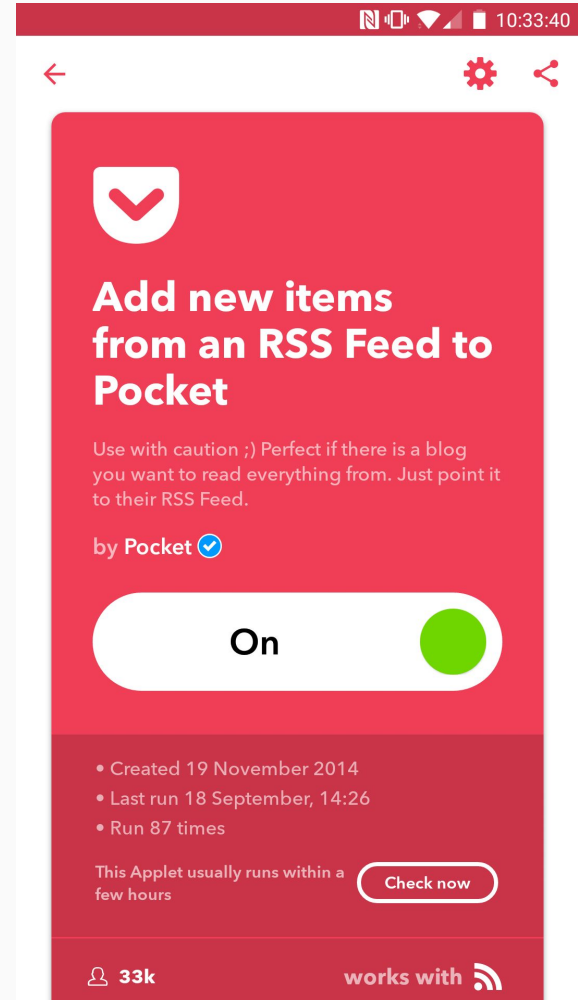 10:33:40
Add new items
from an RSS Feed to
Pocket
Use with caution ;) Perfect if there is a blog
you want to read everything from. Just point it
to their RSS Feed.
by Pocket
On
• Created 19 November 2014
• Last run 18 September, 14:26
• Run 87 times
This Applet usually runs within a
few hours
Check now
33k
works with